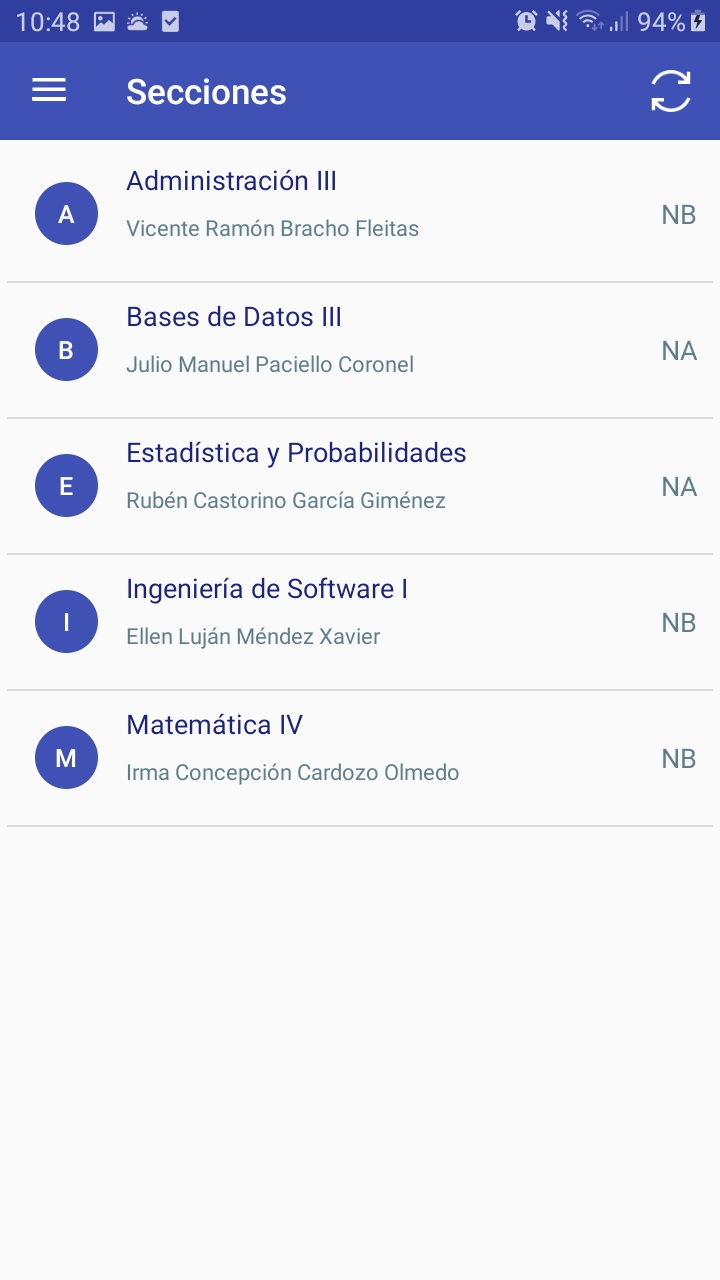 10:48 94%
Secciones
A
Administración III
Vicente Ramón Bracho Fleitas
NB
B
Bases de Datos III
Julio Manuel Paciello Coronel
NA
E
Estadística y Probabilidades
Rubén Castorino García Giménez
NA
I
Ingeniería de Software I
Ellen Luján Méndez Xavier
NB
M
Matemática IV
Irma Concepción Cardozo Olmedo
NB